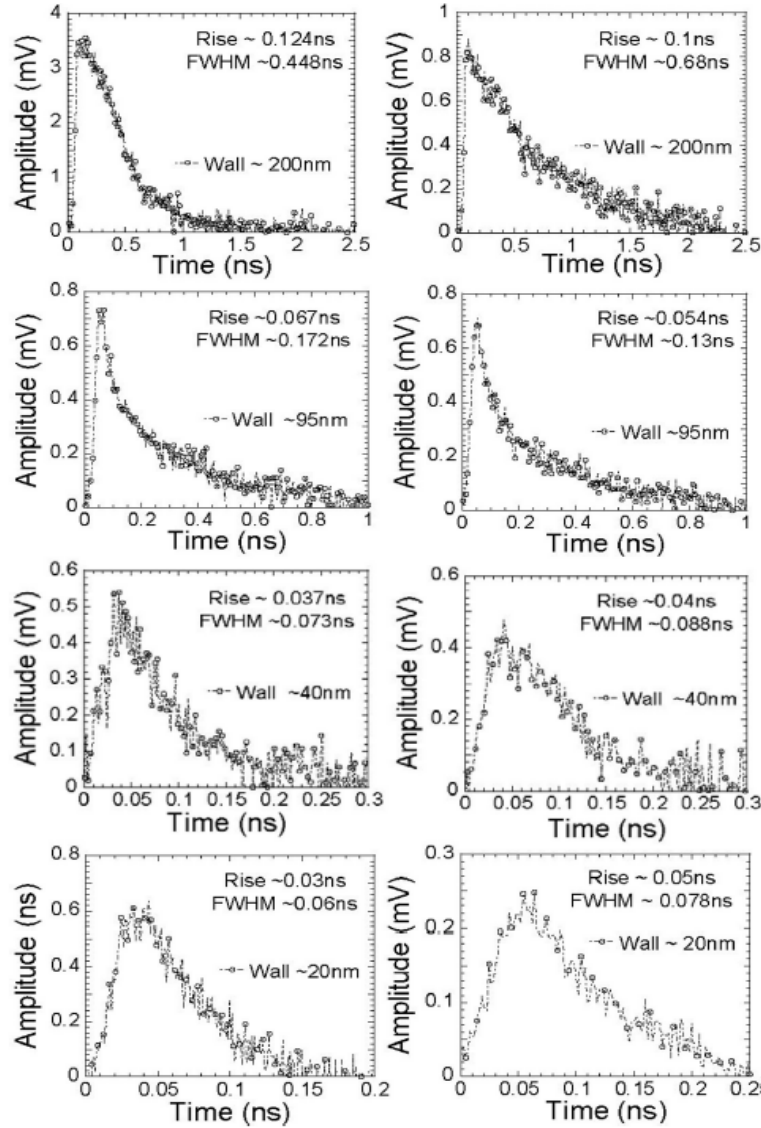 Amplitude (mV)
4
3
2
1
0
Rise ~ 0.124ns
FWHM ~0.448ns
Wall ~ 200nm
0 0.5 1 1.5 2 2.5
Time (ns)
Amplitude (mV)
1
0.8
0.6
0.4
0.2
0
Rise ~ 0.1ns
FWHM ~0.68ns
Wall ~ 200nm
0 0.5 1 1.5 2 2.5
Time (ns)
Amplitude (mV)
0.8
0.6
0.4
0.2
0
Rise ~0.067ns
FWHM ~0.172ns
Wall ~95nm
0 0.2 0.4 0.6 0.8 1
Time (ns)
Amplitude (mV)
0.8
0.6
0.4
0.2
0
Rise ~0.054ns
FWHM ~0.13ns
Wall ~95nm
0 0.2 0.4 0.6 0.8 1
Time (ns)
Amplitude (mV)
0.6
0.5
0.4
0.3
0.2
0.1
0
Rise ~ 0.037ns
FWHM ~0.073ns
Wall ~40nm
0 0.05 0.1 0.15 0.2 0.25 0.3
Time (ns)
Amplitude (mV)
0.6
0.4
0.2
0
Rise ~ 0.04ns
FWHM ~0.088ns
Wall ~40nm
0 0.05 0.1 0.15 0.2 0.25 0.3
Time (ns)
Amplitude (ns)
0.8
0.6
0.4
0.2
0
Rise ~0.03ns
FWHM ~0.06ns
Wall ~20nm
0 0.05 0.1 0.15 0.2
Time (ns)
Amplitude (mV)
0.3
0.2
0.1
0
Rise ~ 0.05ns
FWHM ~ 0.078ns
Wall ~ 20nm
0 0.05 0.1 0.15 0.2 0.25
Time (ns)